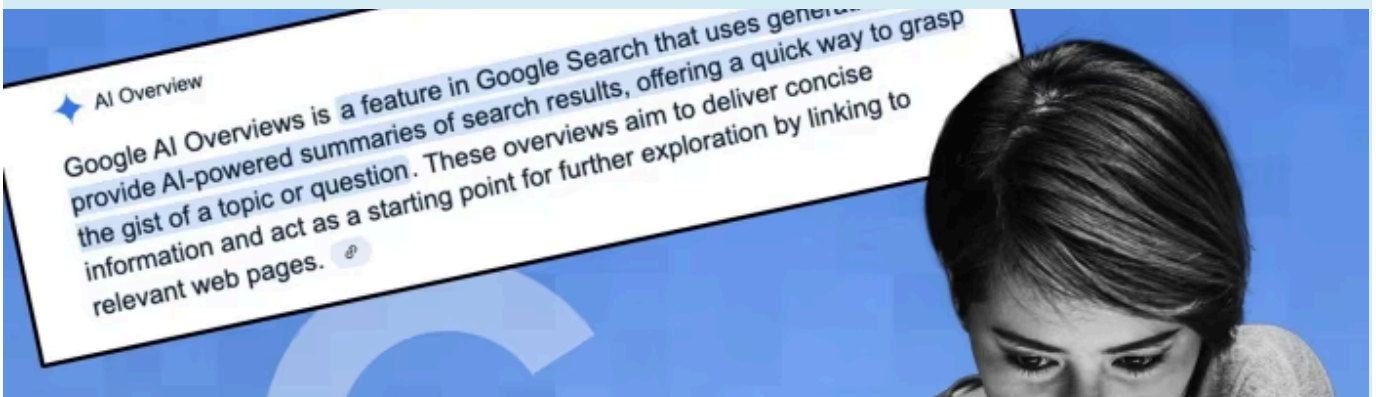 AI Overview
Google AI Overviews is a feature in Google Search that uses
provide AI-powered summaries of search results, offering a quick way to grasp
the gist of a topic or question. These overviews aim to deliver concise
information and act as a starting point for further exploration by linking to
relevant web pages.